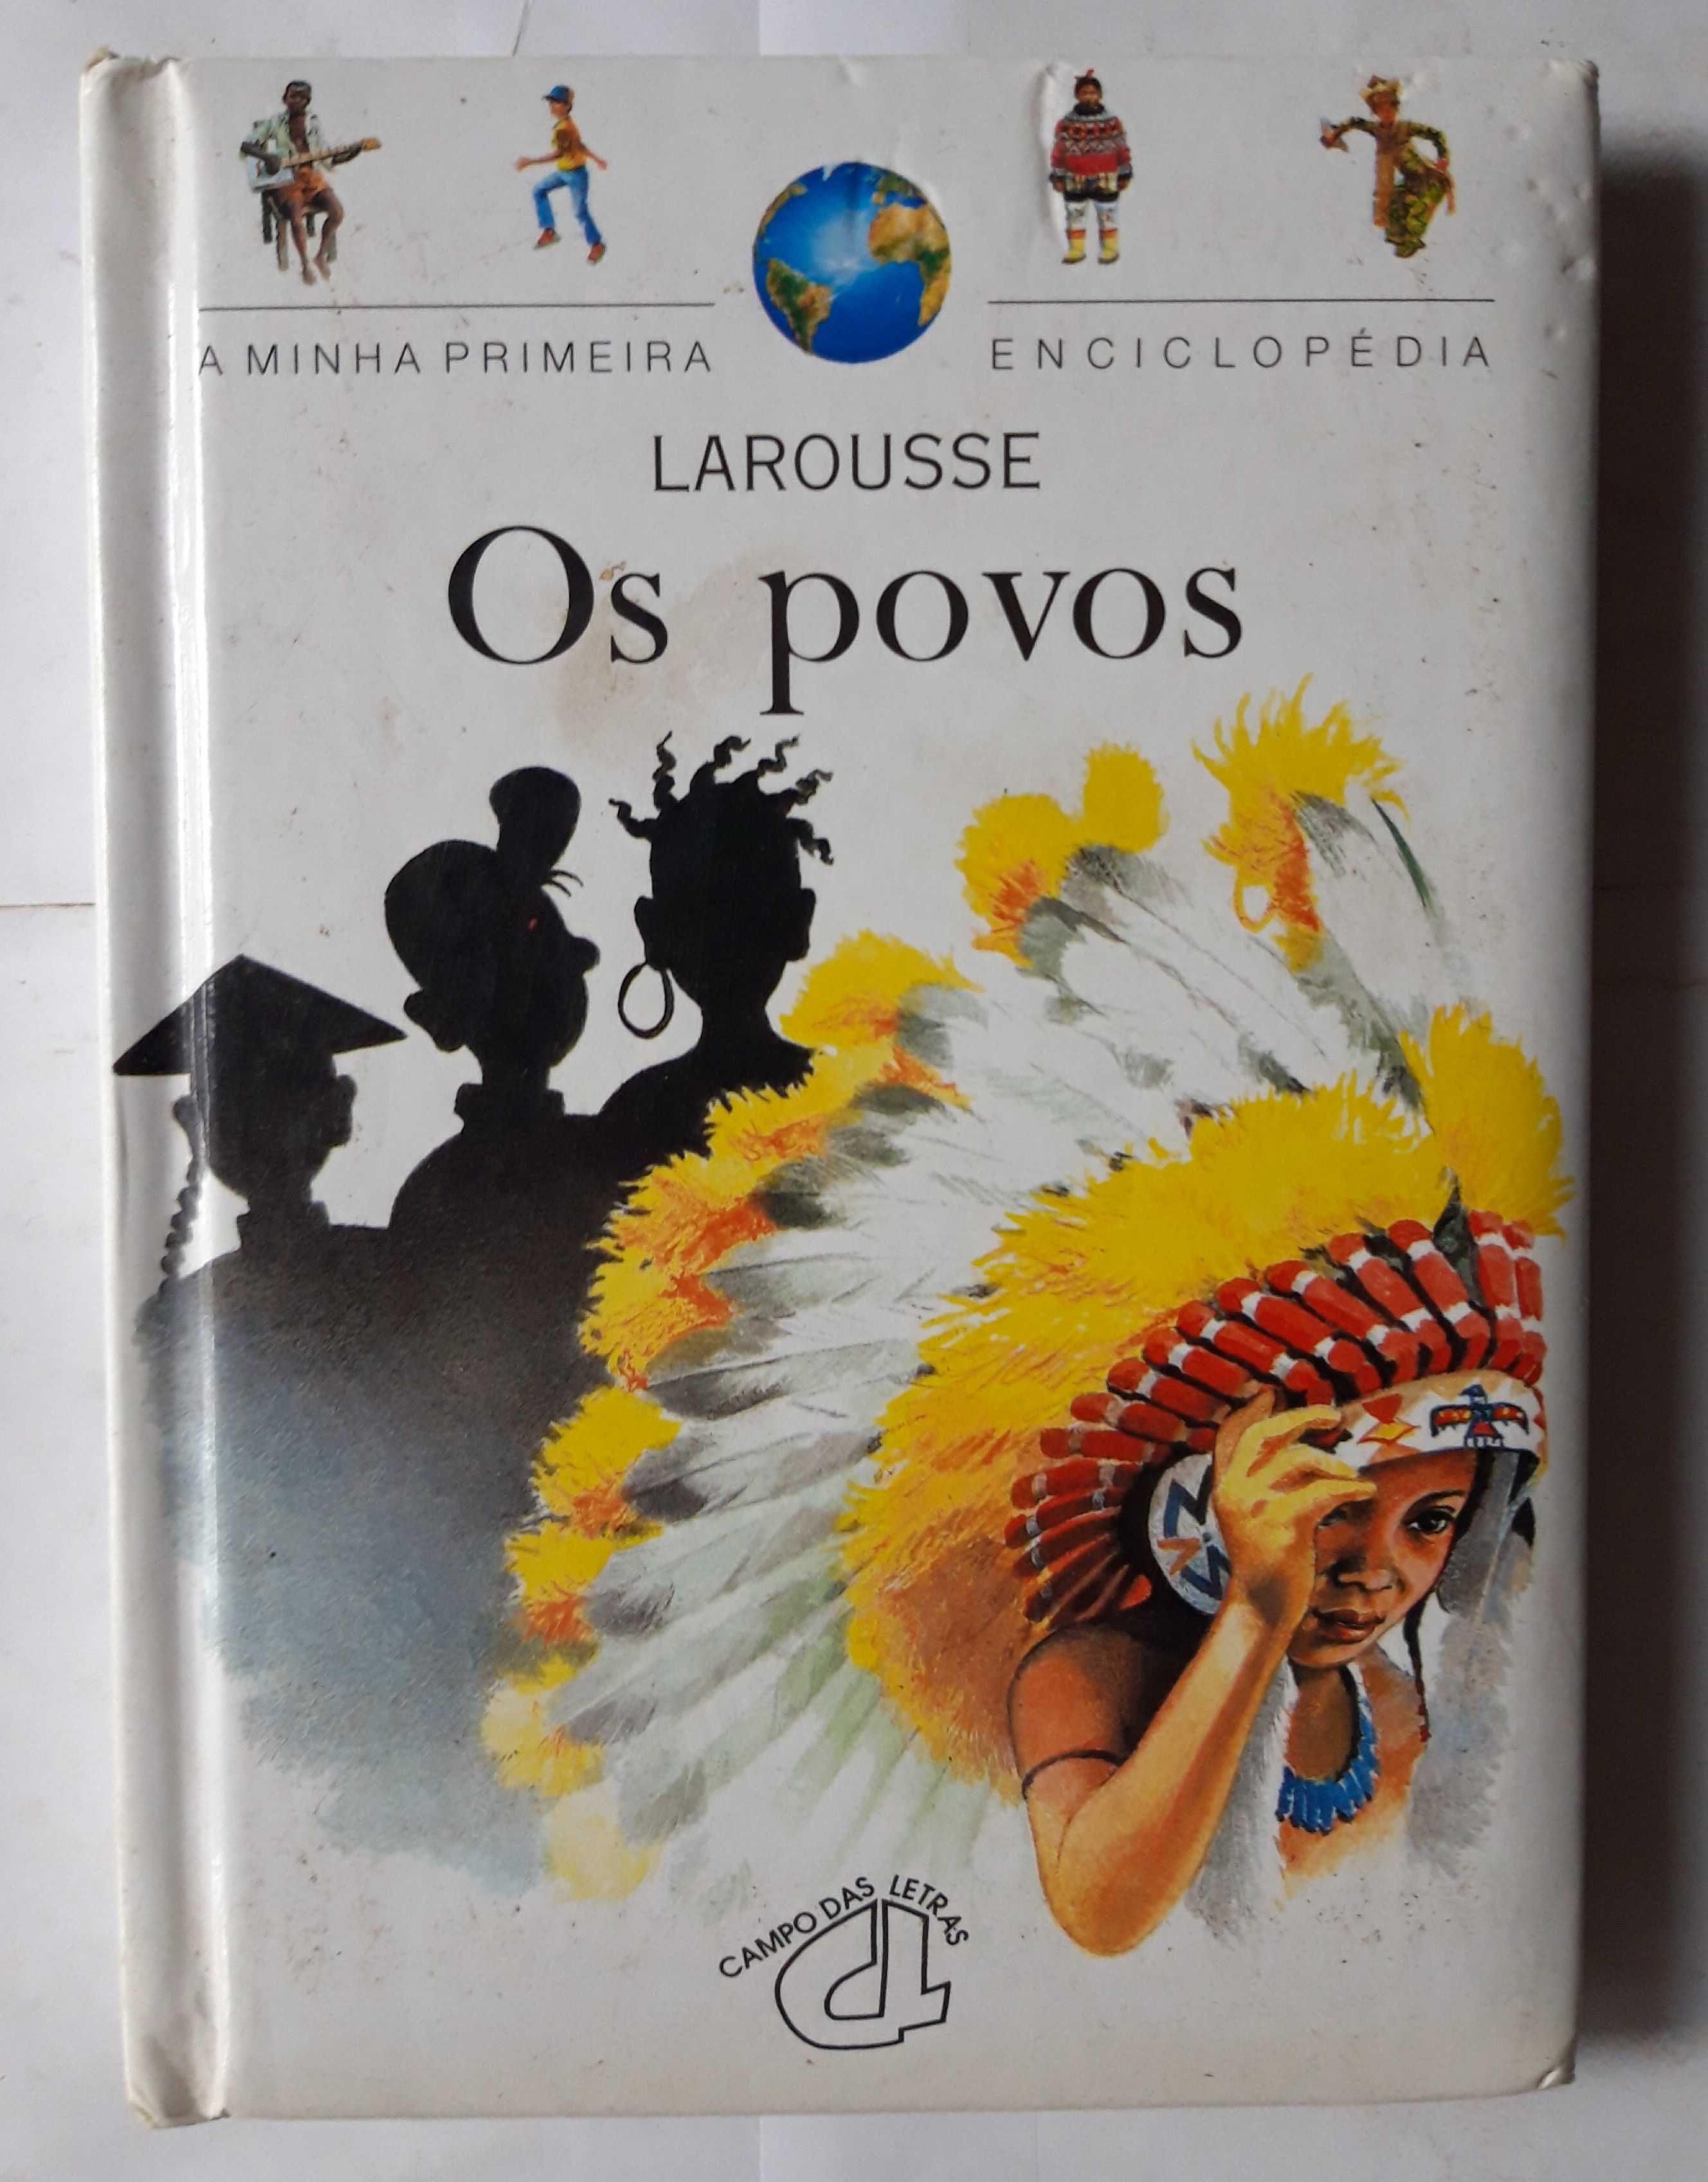 A MINHA PRIMEIRA ENCICLOPÉDIA
LAROUSSE
Os povos
CAMPO DAS LETRAS